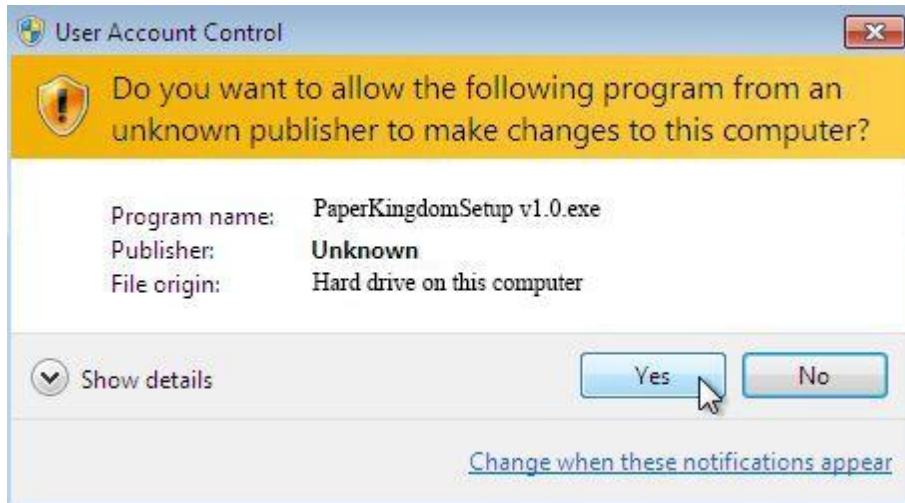 User Account Control
Do you want to allow the following program from an
unknown publisher to make changes to this computer?
Program name: PaperKingdomSetup v1.0.exe
Publisher: Unknown
File origin: Hard drive on this computer
Show details
Yes No
Change when these notifications appear